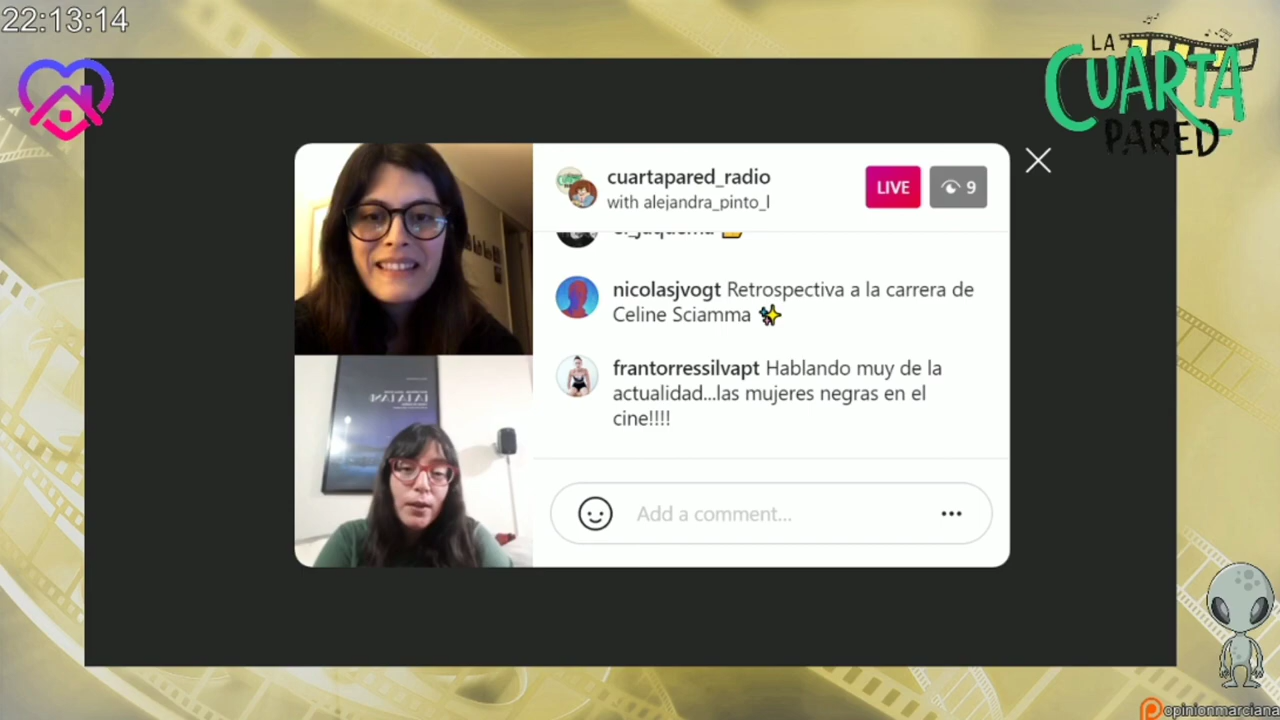 22:13:14
LA
CUARTA
PARED
cuartapared_radio
LIVE
9
with alejandra_pinto_l
nicolasjvogt Retrospectiva a la carrera de
Celine Sciamma
frantorressilvapt Hablando muy de la
actualidad...las mujeres negras en el
cine!!!!
Add a comment...
opinionmarciana